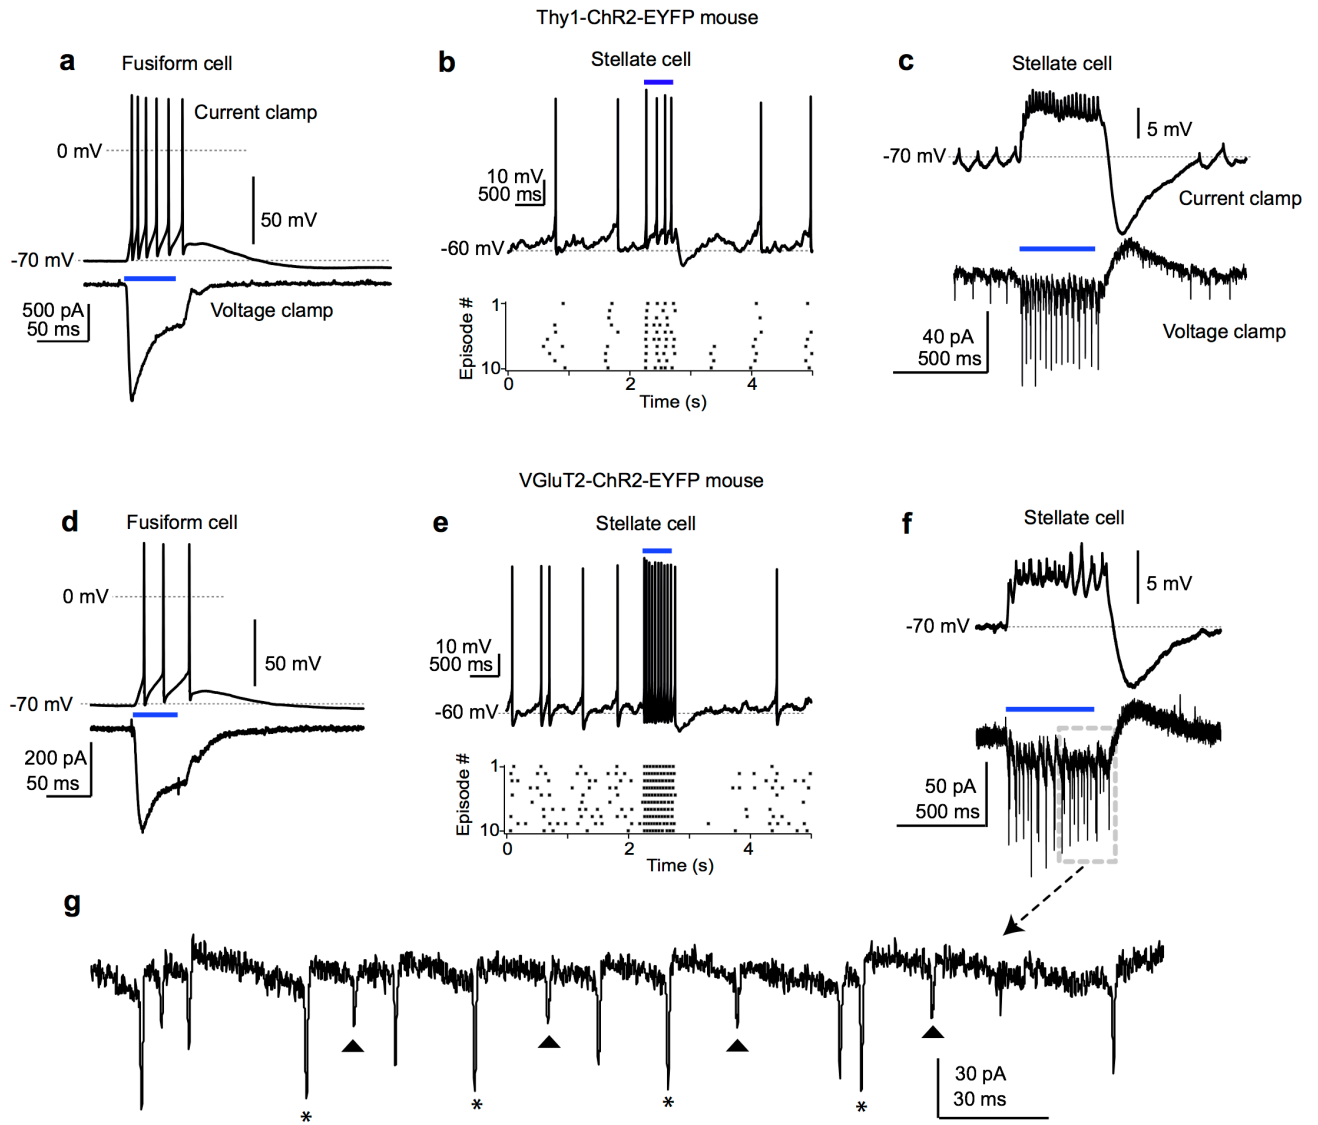 Thy1-ChR2-EYFP mouse
a
Fusiform cell
Current clamp
0 mV
50 mV
-70 mV
500 pA
50 ms
Voltage clamp
b
Stellate cell
10 mV
500 ms
-60 mV
Episode #
1
10
0
2
4
Time (s)
c
Stellate cell
5 mV
-70 mV
Current clamp
40 pA
500 ms
Voltage clamp
VGluT2-ChR2-EYFP mouse
d
Fusiform cell
0 mV
50 mV
-70 mV
200 pA
50 ms
e
Stellate cell
10 mV
500 ms
-60 mV
Episode #
1
10
0
2
4
Time (s)
f
Stellate cell
5 mV
-70 mV
50 pA
500 ms
g
*
*
*
*
30 pA
30 ms